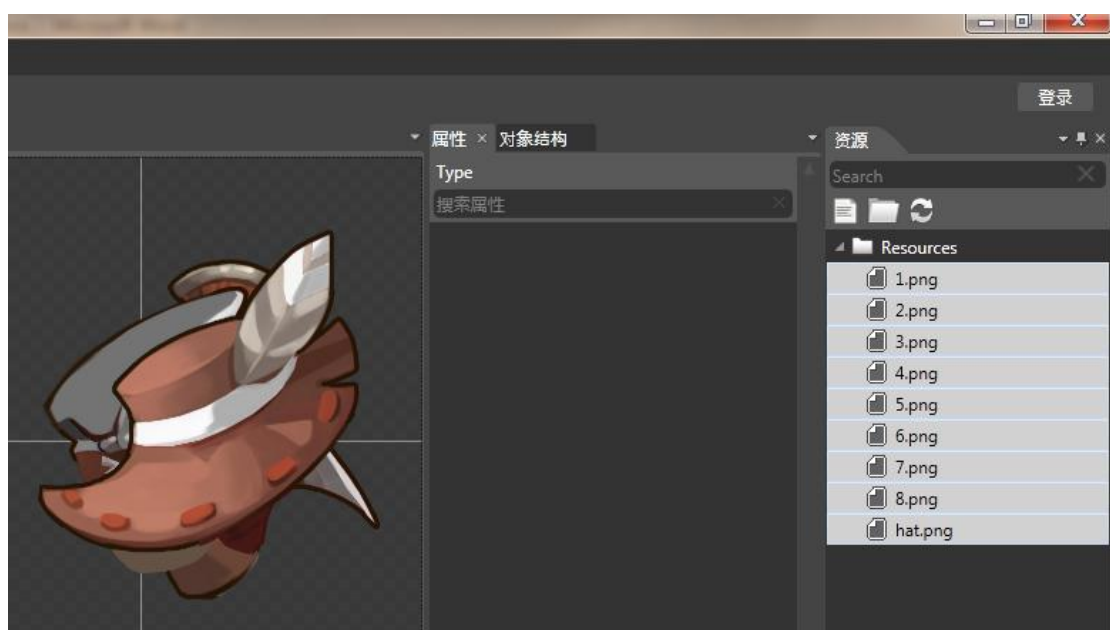 登录
属性 × 对象结构
资源
Type
搜索属性
Search
Resources
1.png
2.png
3.png
4.png
5.png
6.png
7.png
8.png
hat.png